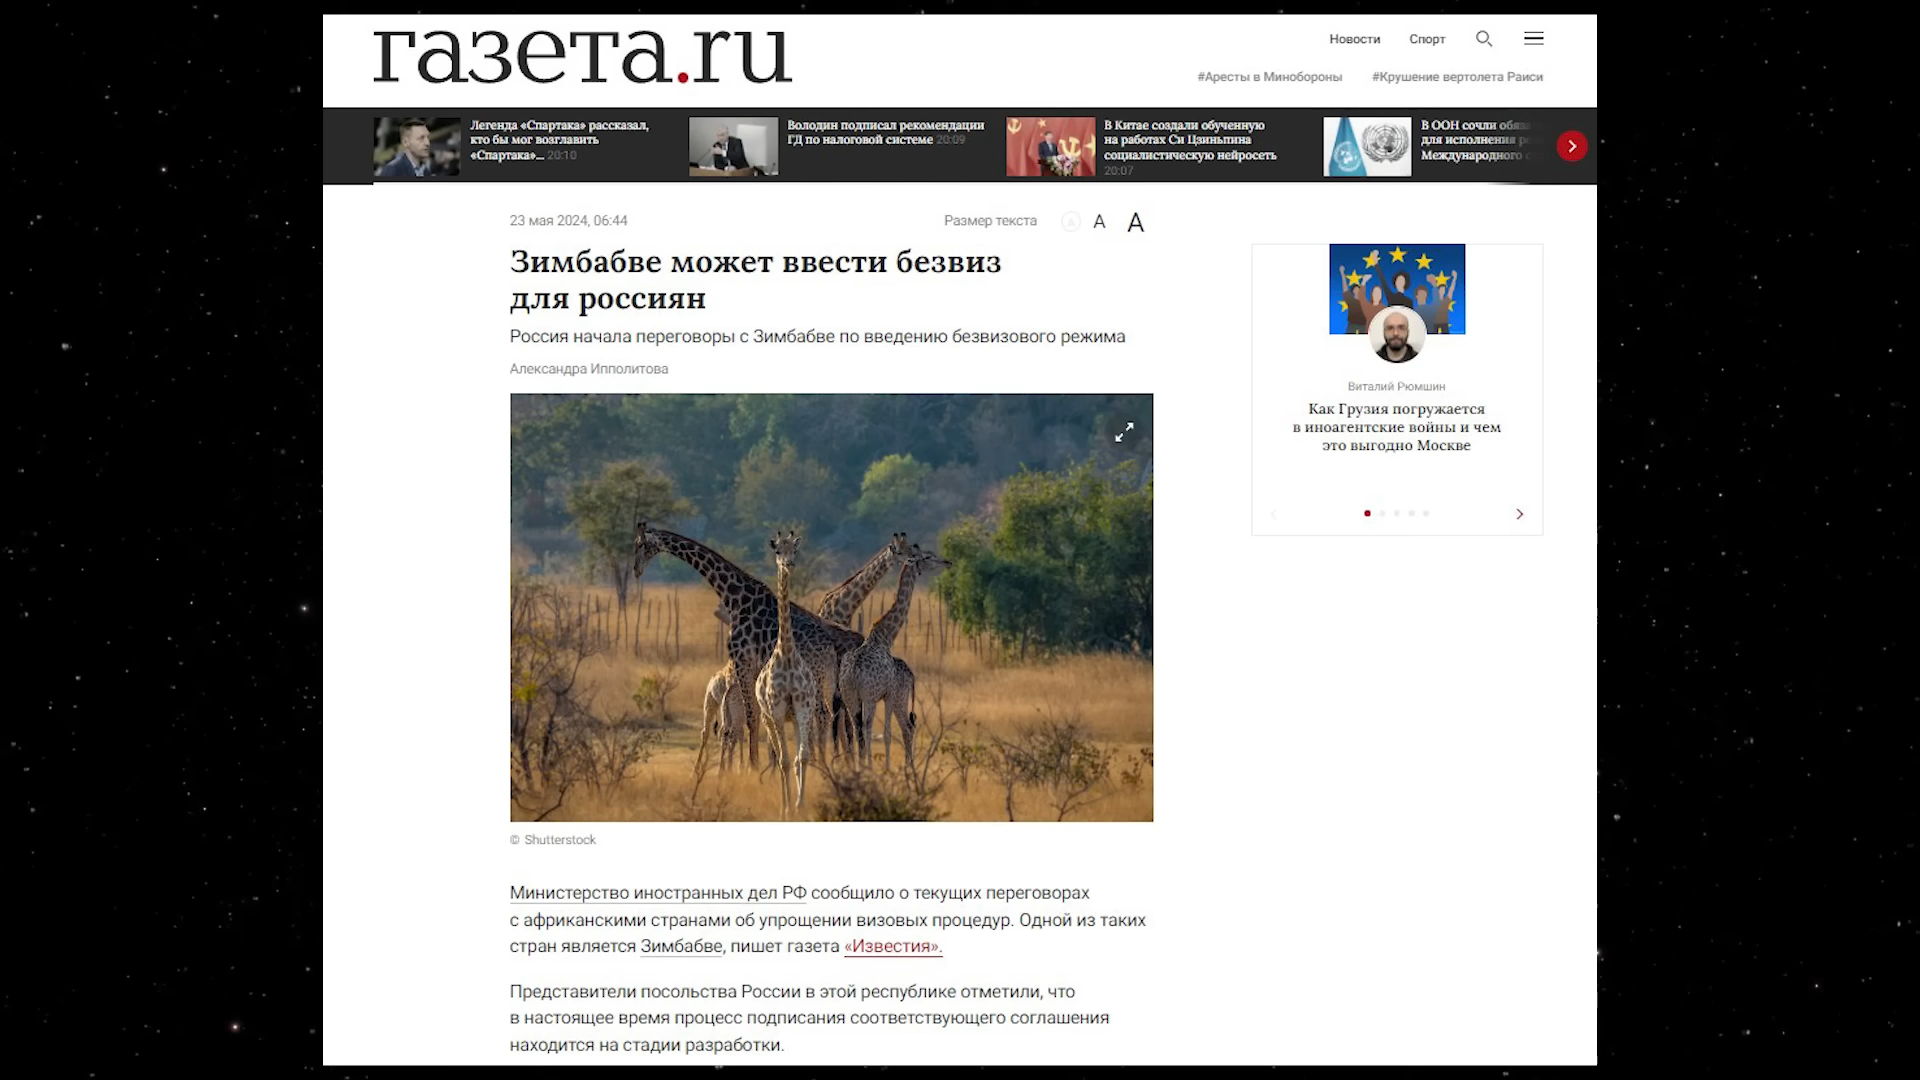 газета.ru
Новости Спорт
#Аресты в Минобороны #Крушение вертолета Раиси
Легенда «Спартака» рассказал,
кто бы мог возглавить
«Спартака»... 20:10
Володин подписал рекомендации
ГД по налоговой системе 20:09
В Китае создали обученную
на работах Си Цзиньпина
социалистическую нейросеть
20:07
В ООН сочли
для исполнения
Международного
23 мая 2024, 06:44
Размер текста A A A
Зимбабве может ввести безвиз
для россиян
Россия начала переговоры с Зимбабве по введению безвизового режима
Александра Ипполитова
© Shutterstock
Министерство иностранных дел РФ сообщило о текущих переговорах
с африканскими странами об упрощении визовых процедур. Одной из таких
стран является Зимбабве, пишет газета «Известия».
Представители посольства России в этой республике отметили, что
в настоящее время процесс подписания соответствующего соглашения
находится на стадии разработки.
Виталий Рюмшин
Как Грузия погружается
в иноагентские войны и чем
это выгодно Москве